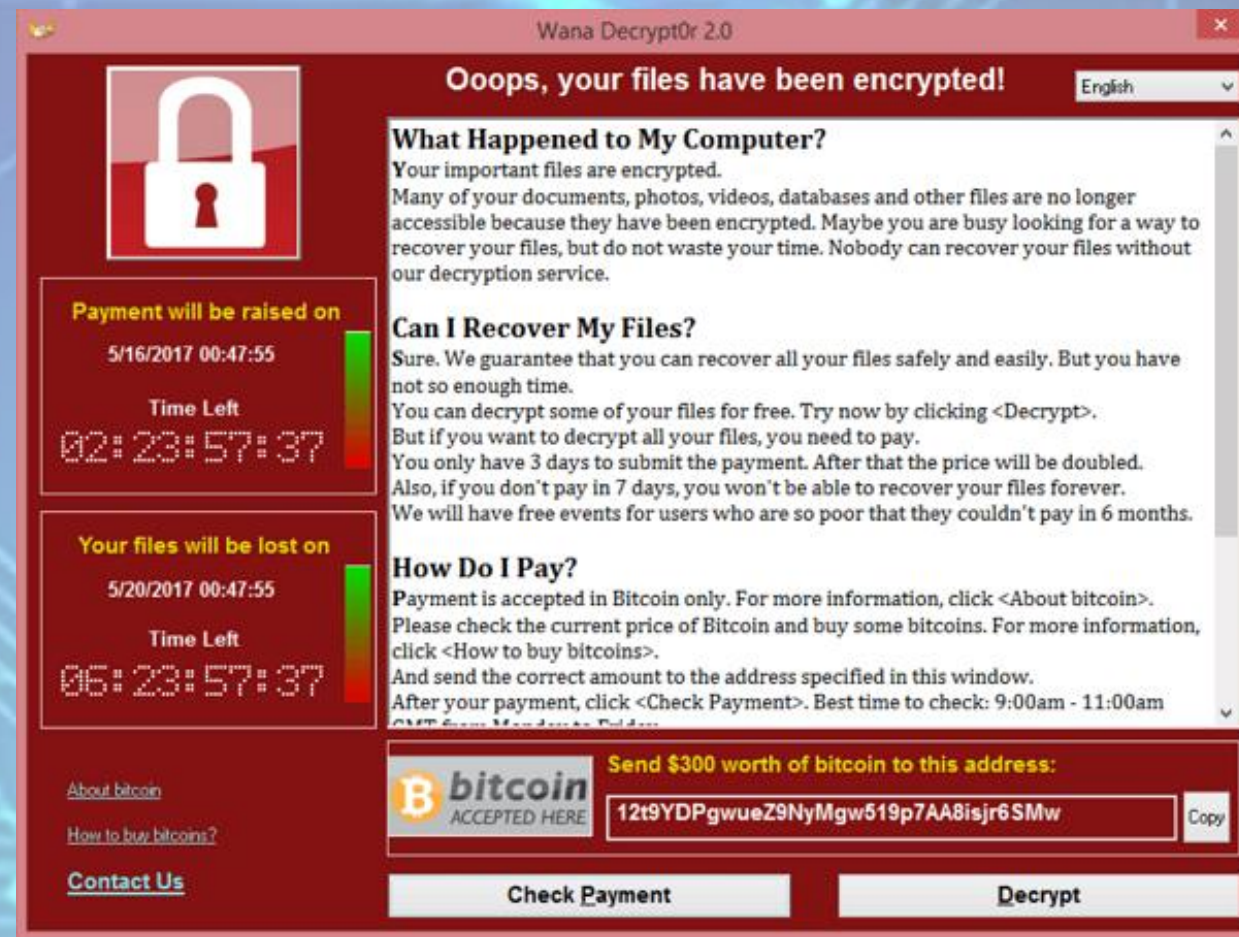 Wana Decrypt0r 2.0
Ooops, your files have been encrypted!
English
What Happened to My Computer?
Your important files are encrypted.
Many of your documents, photos, videos, databases and other files are no longer
accessible because they have been encrypted. Maybe you are busy looking for a way to
recover your files, but do not waste your time. Nobody can recover your files without
our decryption service.
Can I Recover My Files?
Sure. We guarantee that you can recover all your files safely and easily. But you have
not so enough time.
You can decrypt some of your files for free. Try now by clicking <Decrypt>.
But if you want to decrypt all your files, you need to pay.
You only have 3 days to submit the payment. After that the price will be doubled.
Also, if you don't pay in 7 days, you won't be able to recover your files forever.
We will have free events for users who are so poor that they couldn't pay in 6 months.
How Do I Pay?
Payment is accepted in Bitcoin only. For more information, click <About bitcoin>.
Please check the current price of Bitcoin and buy some bitcoins. For more information,
click <How to buy bitcoins>.
And send the correct amount to the address specified in this window.
After your payment, click <Check Payment>. Best time to check: 9:00am - 11:00am
GMT from Monday to Friday.
Payment will be raised on
5/16/2017 00:47:55
Time Left
02:23:57:37
Your files will be lost on
5/20/2017 00:47:55
Time Left
06:23:57:37
About bitcoin
How to buy bitcoins?
Contact Us
bitcoin
ACCEPTED HERE
Send $300 worth of bitcoin to this address:
12t9YDPgwueZ9NyMgw519p7AA8isjr6SMw
Copy
Check Payment
Decrypt